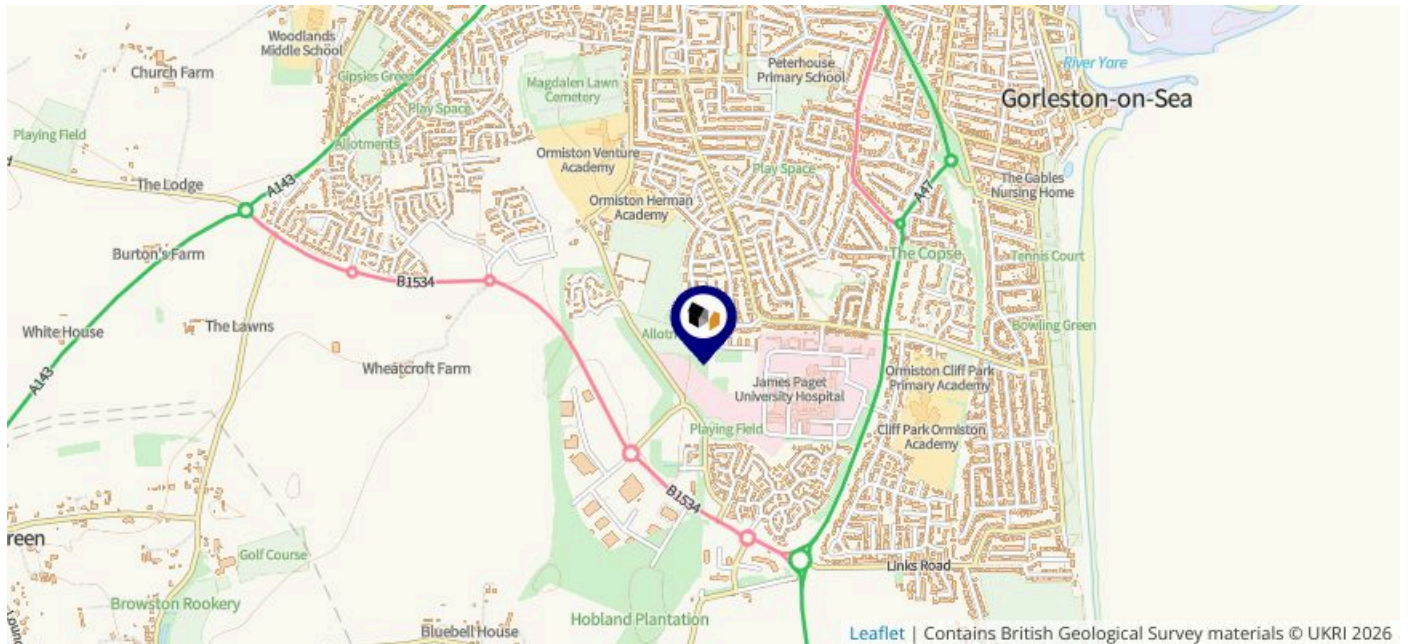 Woodlands
Middle School
Church Farm
Gipsies Green
Magdalen Lawn
Cemetery
Peterhouse
Primary School
River Yare
Gorleston-on-Sea
Play Space
Playing Field
Allotments
Ormiston Venture
Academy
Play Space
The Lodge
A143
The Gables
Nursing Home
A47
Ormiston Herman
Academy
Burton's Farm
The Copse
Tennis Court
B1534
White House
The Lawns
Bowling Green
Wheatcroft Farm
A143
James Paget
University Hospital
Ormiston Cliff Park
Primary Academy
Playing Field
Cliff Park Ormiston
Academy
B1534
reen
Golf Course
Links Road
Browston Rookery
Hobland Plantation
Bluebell House
Leaflet | Contains British Geological Survey materials © UKRI 2026